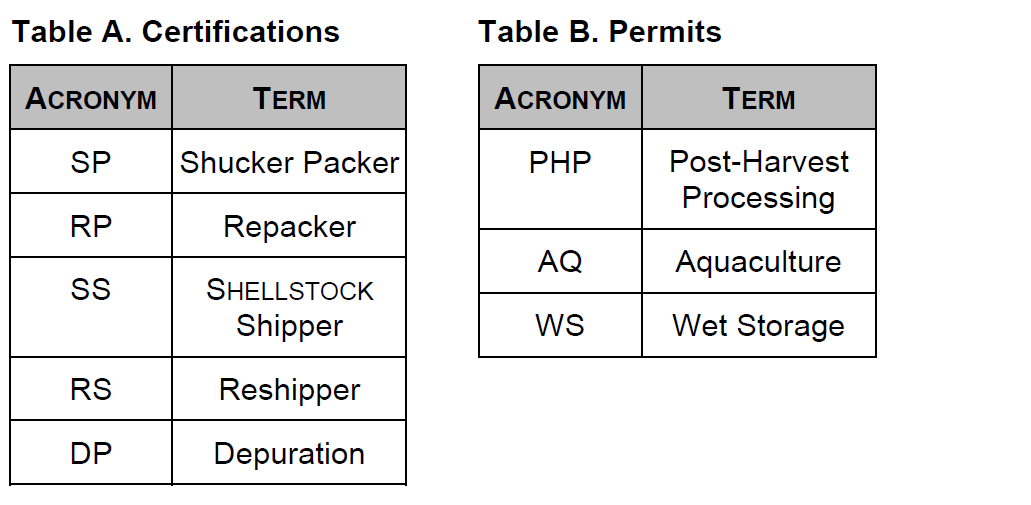 Table A. Certifications
ACRONYM TERM
SP Shucker Packer
RP Repacker
SS SHELLSTOCK
Shipper
RS Reshipper
DP Depuration
Table B. Permits
ACRONYM TERM
PHP Post-Harvest
Processing
AQ Aquaculture
WS Wet Storage